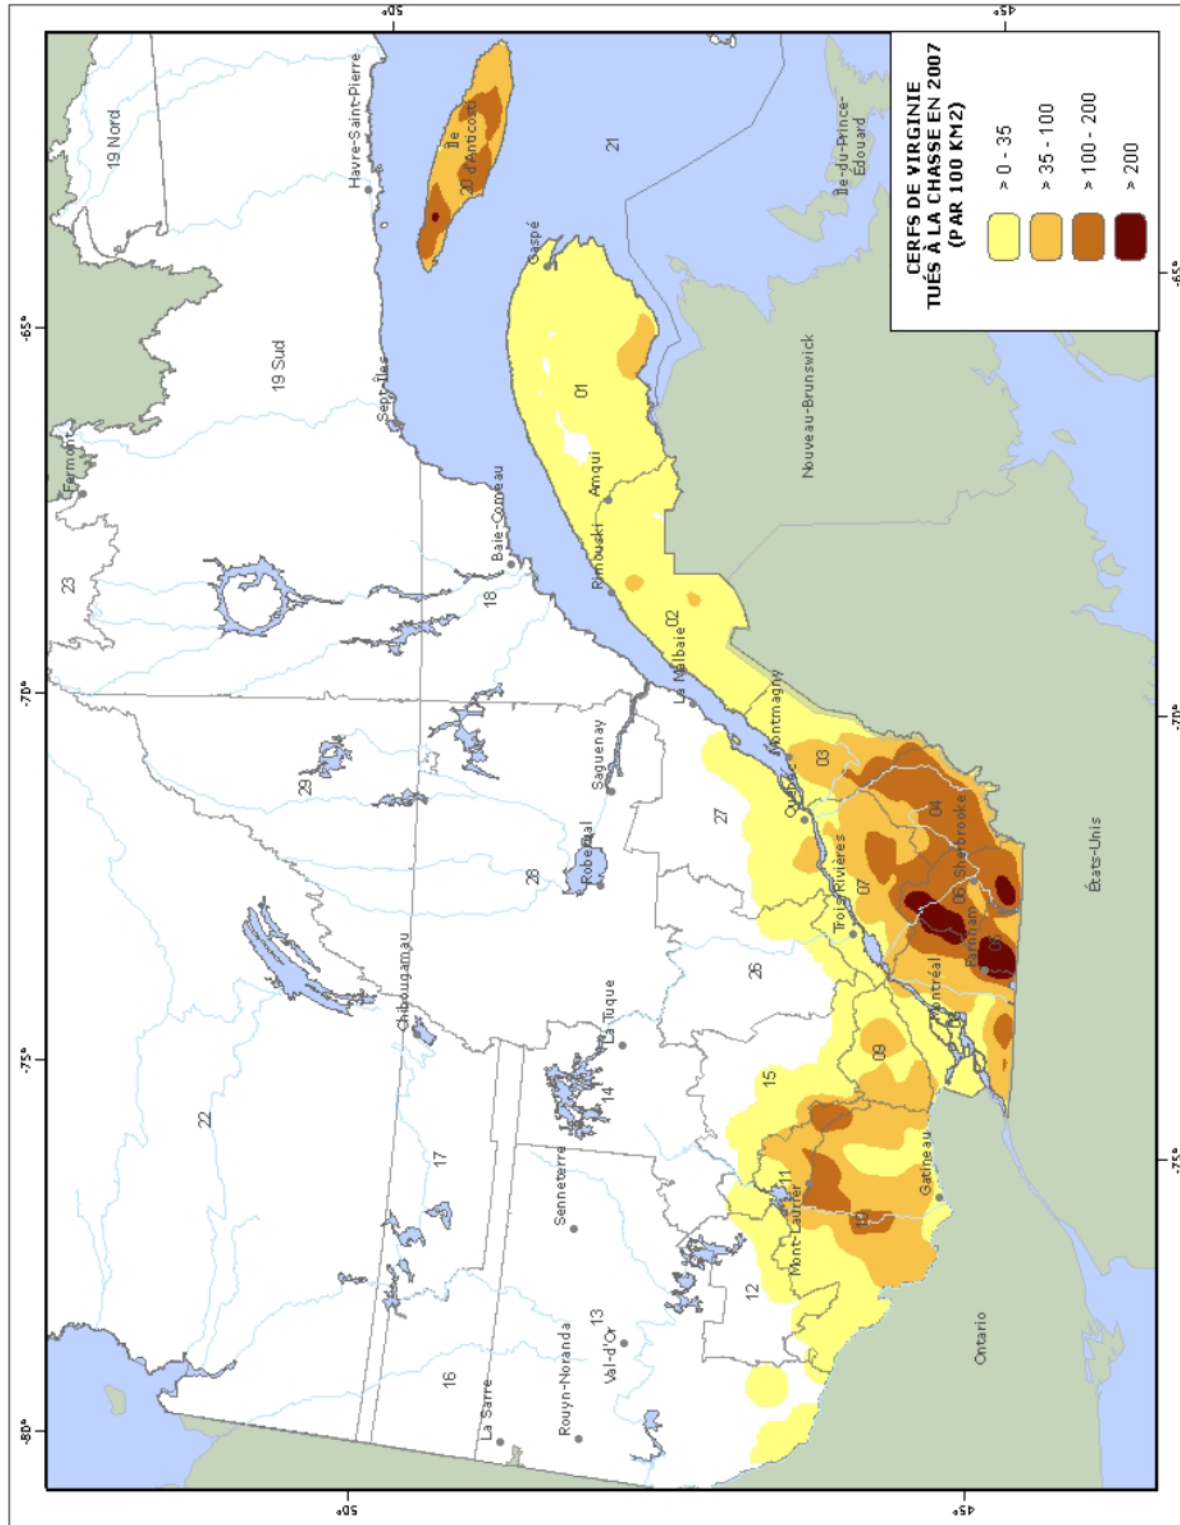 50°
45°
-65°
-65°
-70°
-70°
-75°
-75°
-80°
50°
45°
CERFS DE VIRGINIE
TUÉS À LA CHASSE EN 2007
(PAR 100 KM2)
> 0 - 35
> 35 - 100
> 100 - 200
> 200
19 Nord
Havre-Saint-Pierre
Île
20 d'Anticosti
21
Île-du-Prince-
Édouard
Gaspé
19 Sud
Sept-Îles
01
Fermont
23
Amqui
Nouveau-Brunswick
Baie-Comeau
Rimouski
18
02
La Malbaie
Montmagny
29
Saguenay
Québec
03
27
04
28
Roberval
Trois-Rivières
07
06
Sherbrooke
États-Unis
Farnham
05
Chibougamau
26
Montréal
08
La Tuque
14
15
09
22
17
Senneterre
11
Mont-Laurier
10
Gatineau
12
13
Val-d'Or
Rouyn-Noranda
16
La Sarre
Ontario